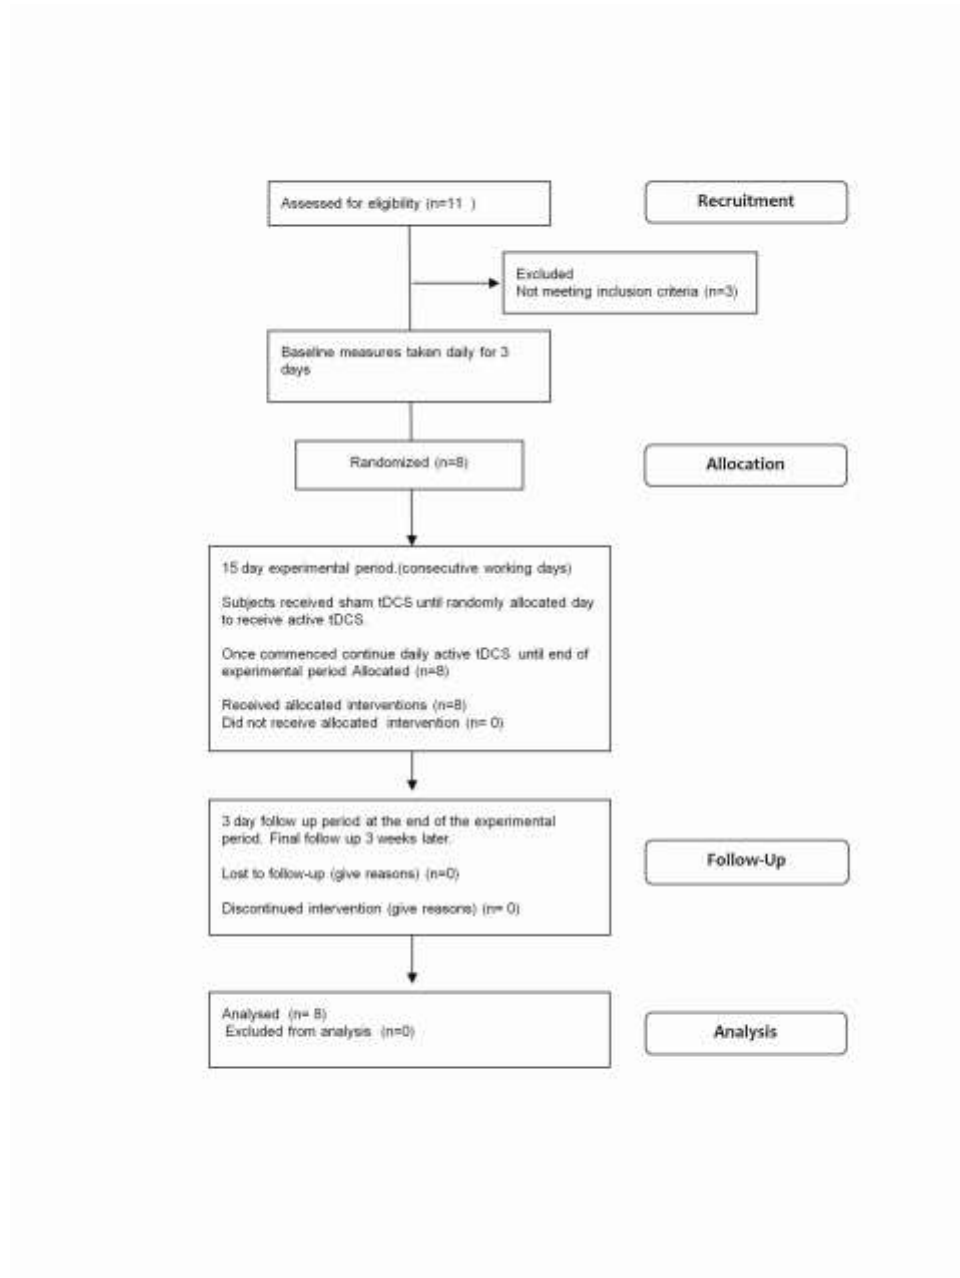 Assessed for eligibility (n=11 )
Recruitment
Excluded
Not meeting inclusion criteria (n=3)
Baseline measures taken daily for 3
days
Randomized (n=8)
Allocation
15 day experimental period.(consecutive working days)
Subjects received sham tDCS until randomly allocated day
to receive active tDCS.
Once commenced continue daily active tDCS until end of
experimental period Allocated (n=8)
Received allocated interventions (n=8)
Did not receive allocated intervention (n= 0)
3 day follow up period at the end of the experimental
period. Final follow up 3 weeks later.
Lost to follow-up (give reasons) (n=0)
Discontinued intervention (give reasons) (n= 0)
Follow-Up
Analysed (n= 8)
Excluded from analysis (n=0)
Analysis